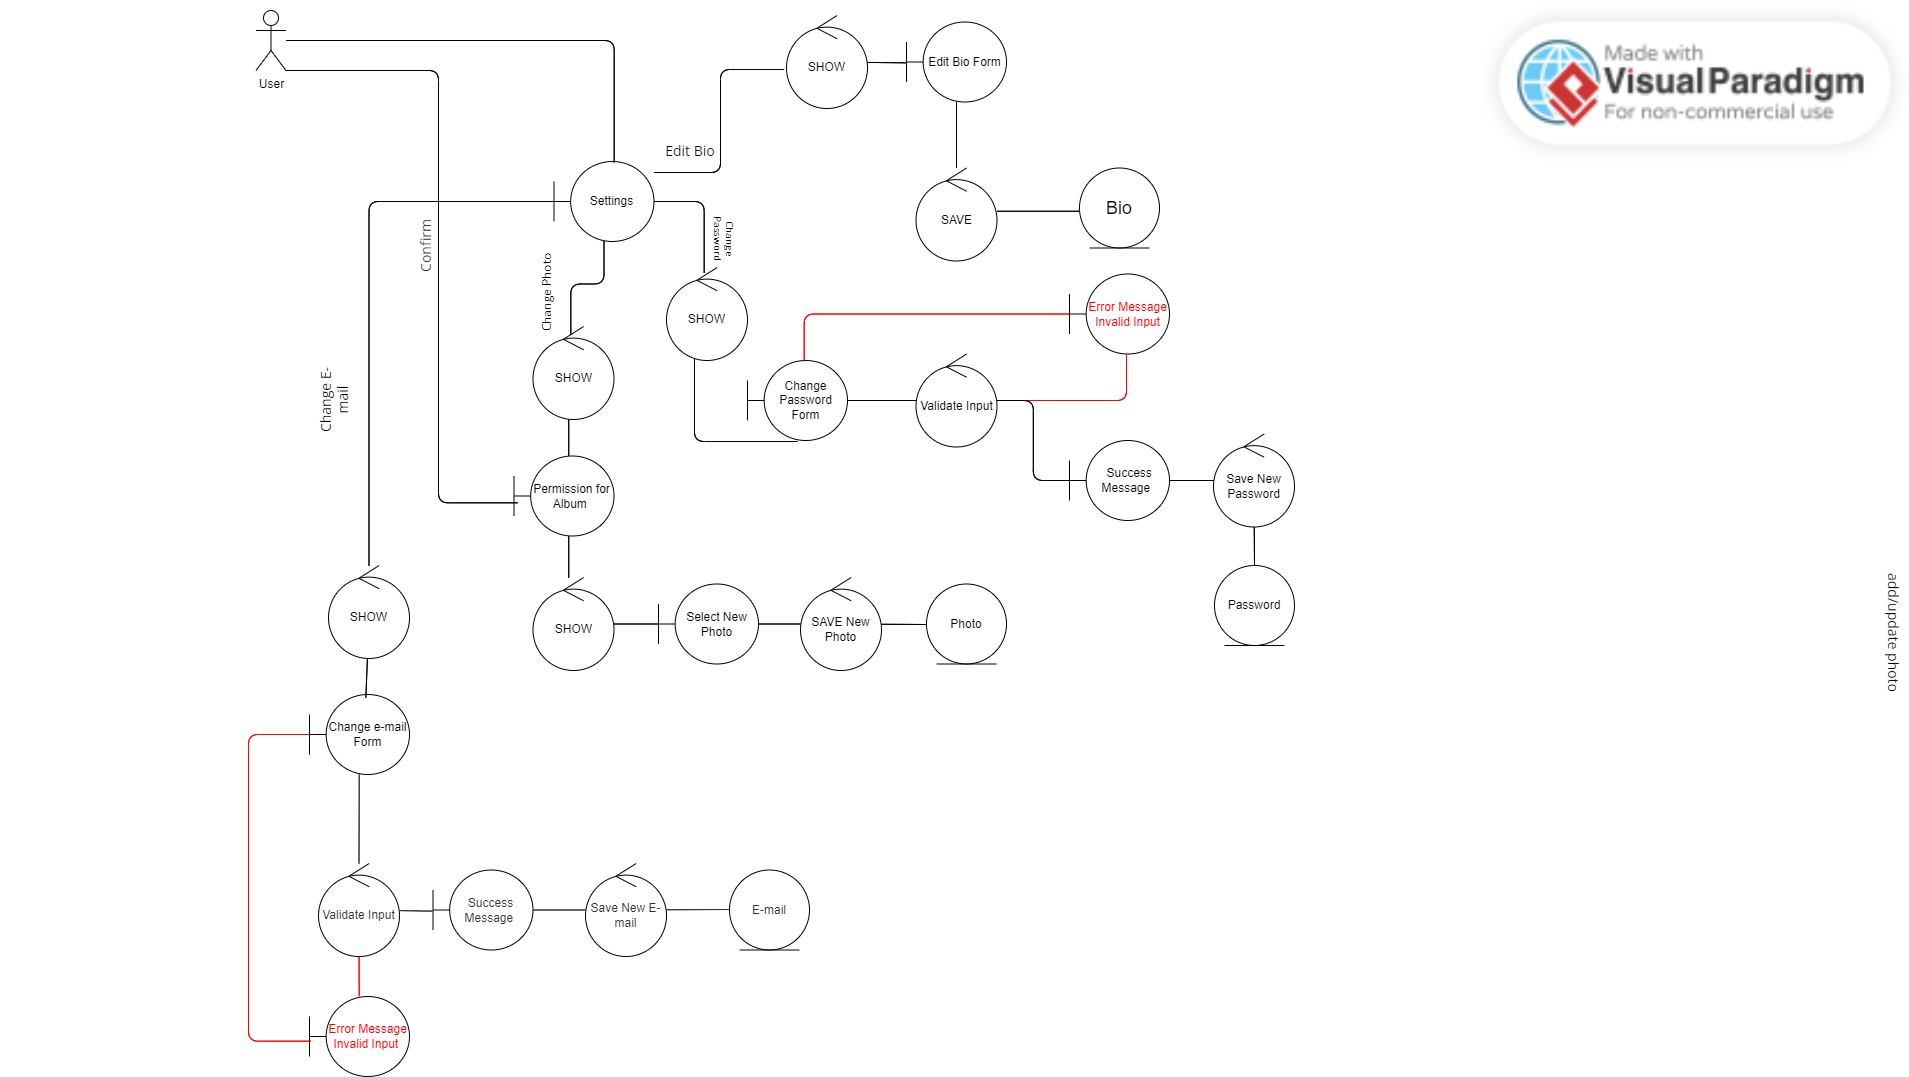 User
Made with
Visual Paradigm
For non-commercial use
SHOW
Edit Bio Form
Edit Bio
Settings
SAVE
Bio
Confirm
Change
Password
Change Photo
SHOW
Error Message
Invalid Input
SHOW
Change
Password
Form
Validate Input
Change E-
mail
Success
Message
Save New
Password
Permission for
Album
Password
add/update photo
SHOW
SHOW
Select New
Photo
SAVE New
Photo
Photo
Change e-mail
Form
Validate Input
Success
Message
Save New E-
mail
E-mail
Error Message
Invalid Input